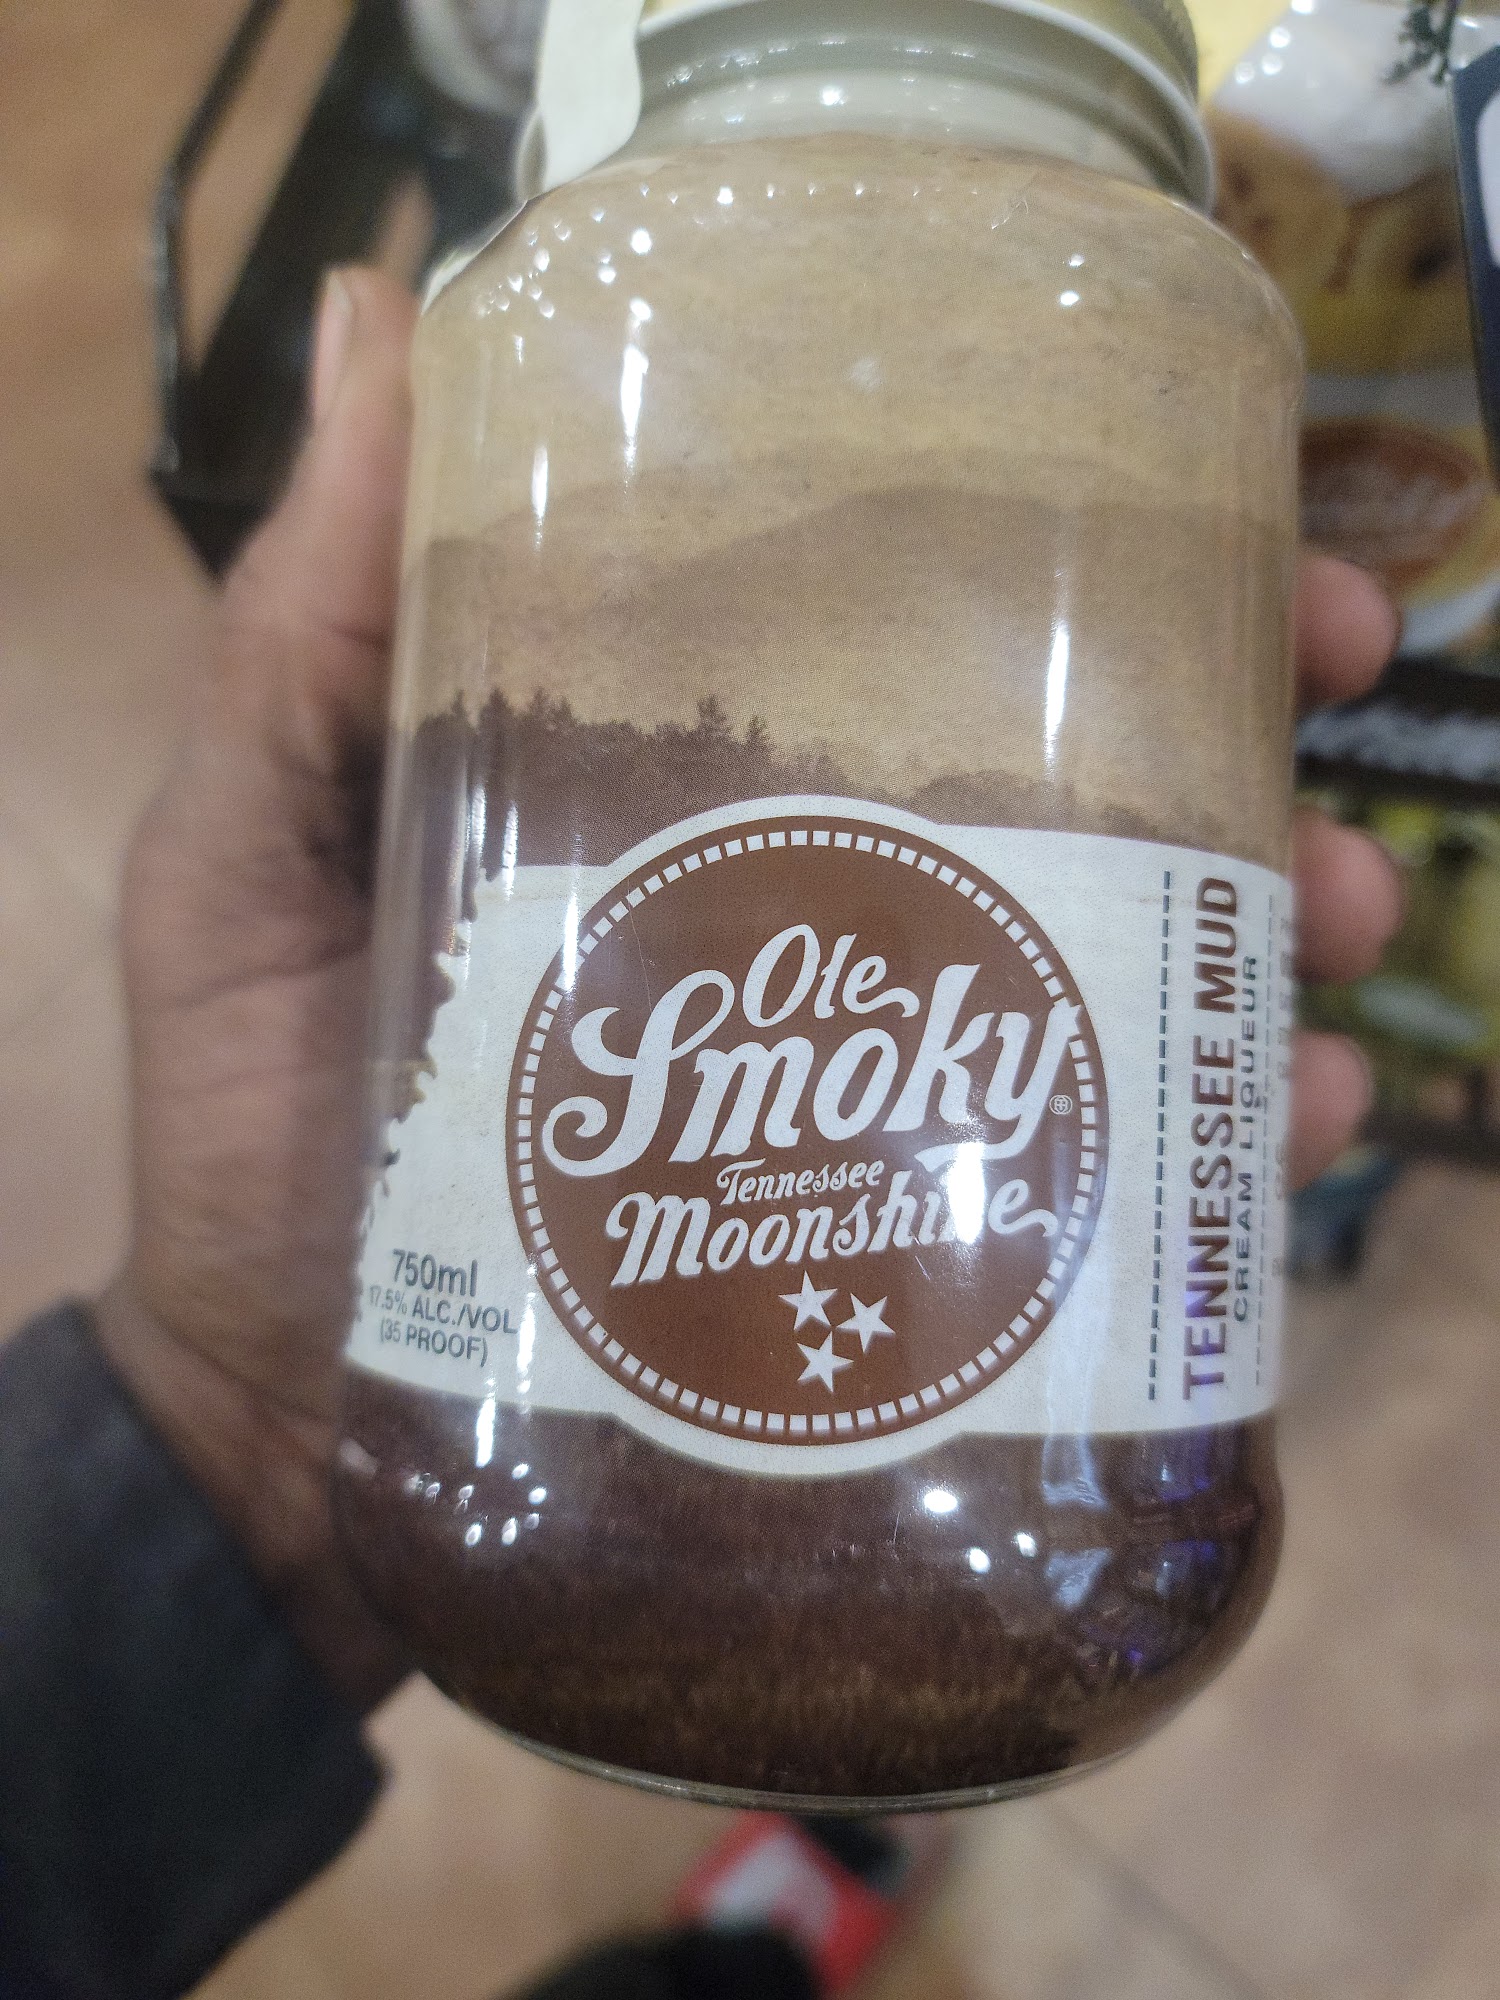 Ole
Smoky
Tennessee
Moonshine
750ml
17.5% ALC./VOL
(35 PROOF)
TENNESSEE MUD
CREAM LIQUEUR